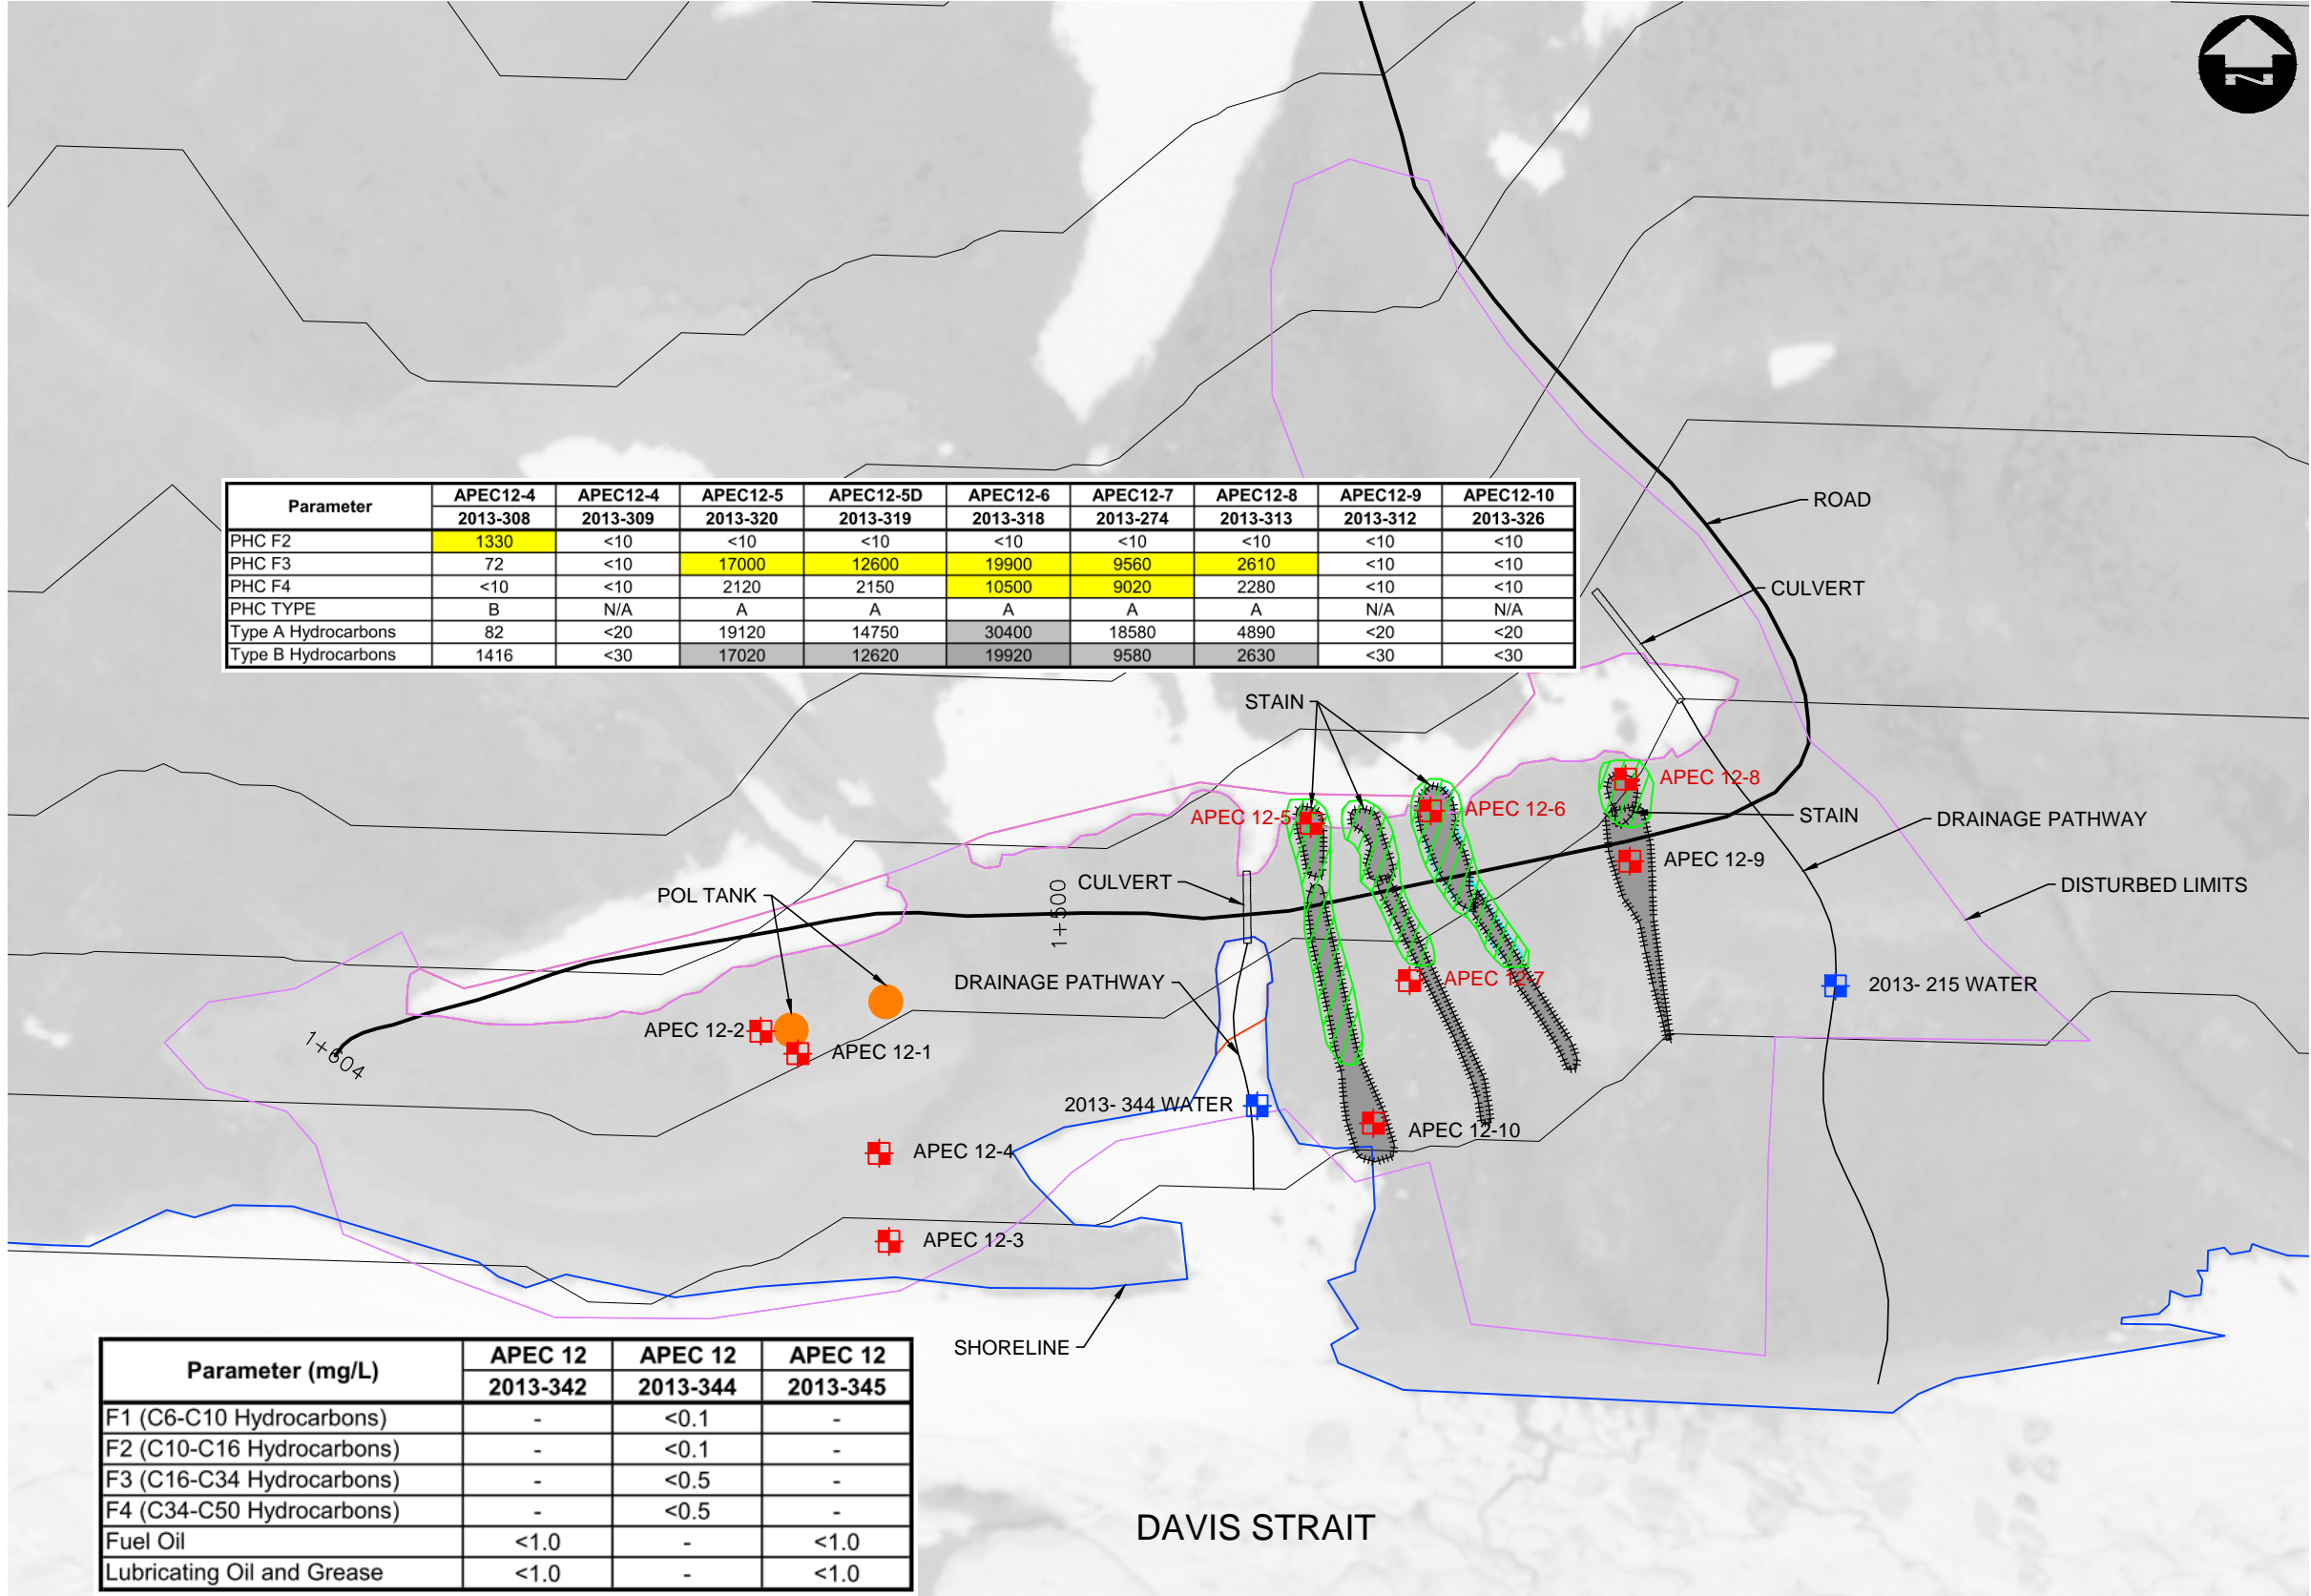 Parameter APEC12-4 APEC12-4 APEC12-5 APEC12-5D APEC12-6 APEC12-7 APEC12-8 APEC12-9 APEC12-10
2013-308 2013-309 2013-320 2013-319 2013-318 2013-274 2013-313 2013-312 2013-326
PHC F2 1330 <10 <10 <10 <10 <10 <10 <10 <10
PHC F3 72 <10 17000 12600 19900 9560 2610 <10 <10
PHC F4 <10 <10 2120 2150 10500 9020 2280 <10 <10
PHC TYPE B N/A A A A A A N/A N/A
Type A Hydrocarbons 82 <20 19120 14750 30400 18580 4890 <20 <20
Type B Hydrocarbons 1416 <30 17020 12620 19920 9580 2630 <30 <30
ROAD
CULVERT
STAIN
APEC 12-8
APEC 12-5
APEC 12-6
STAIN
DRAINAGE PATHWAY
APEC 12-9
POL TANK
CULVERT
DISTURBED LIMITS
1+500
DRAINAGE PATHWAY
APEC 12-7
2013- 215 WATER
APEC 12-2
APEC 12-1
1+604
2013- 344 WATER
APEC 12-10
APEC 12-4
APEC 12-3
SHORELINE
Parameter (mg/L) APEC 12 APEC 12 APEC 12
2013-342 2013-344 2013-345
F1 (C6-C10 Hydrocarbons) - <0.1 -
F2 (C10-C16 Hydrocarbons) - <0.1 -
F3 (C16-C34 Hydrocarbons) - <0.5 -
F4 (C34-C50 Hydrocarbons) - <0.5 -
Fuel Oil <1.0 - <1.0
Lubricating Oil and Grease <1.0 - <1.0
DAVIS STRAIT
N